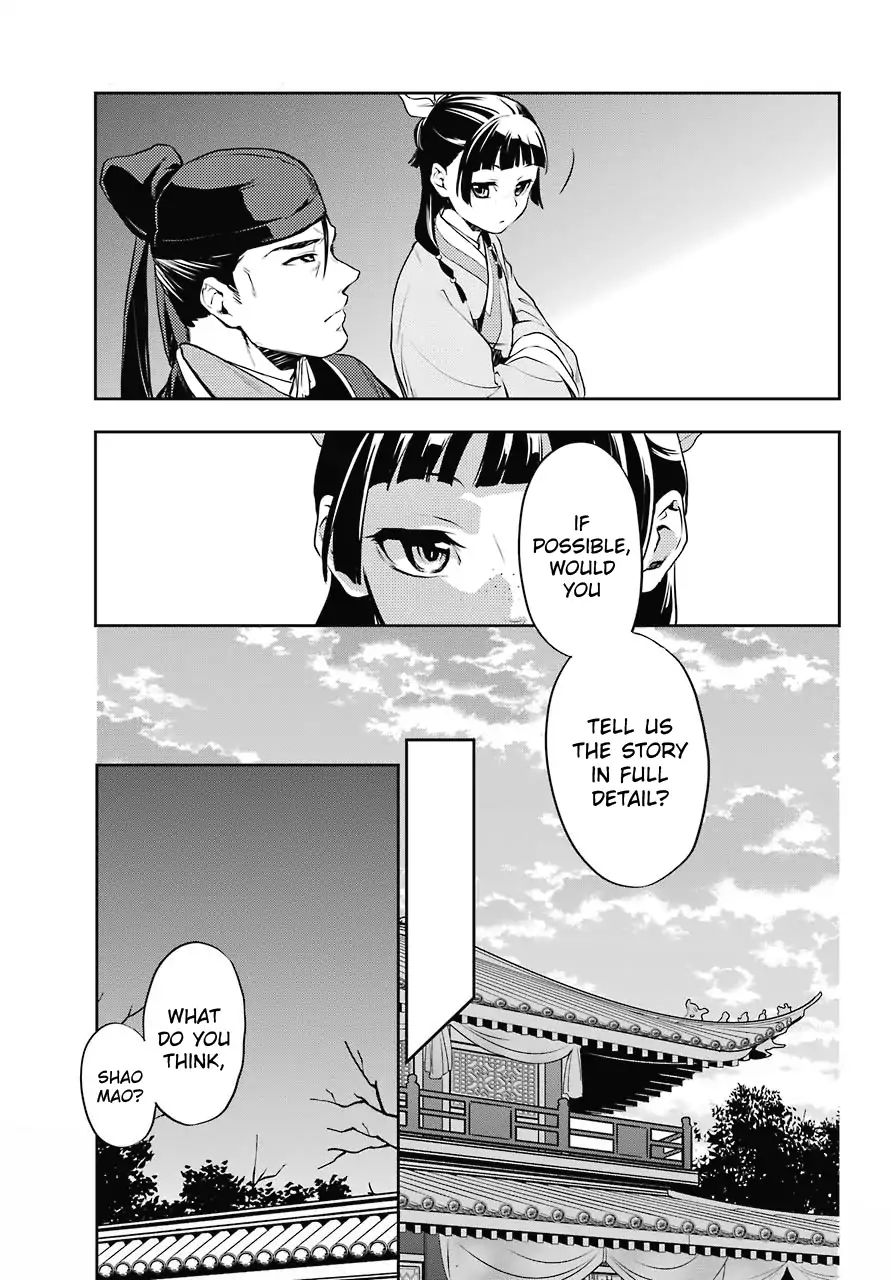 IF
POSSIBLE,
WOULD
YOU
TELL US
THE STORY
IN FULL
DETAIL?
WHAT
DO YOU
THINK,
SHAO
MAO?